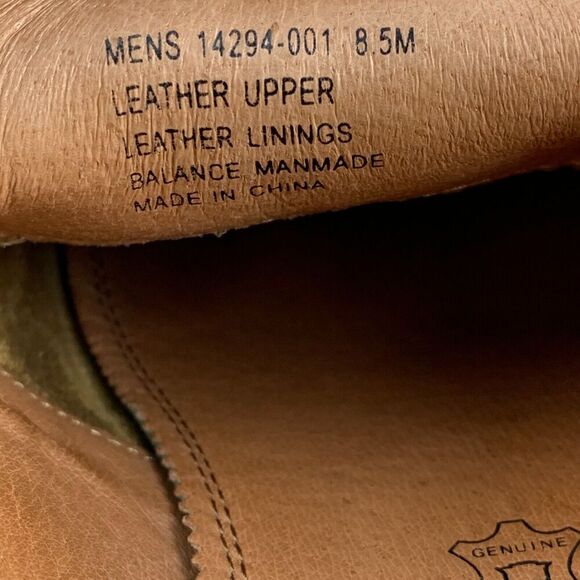 MENS 14294-001 8.5M
LEATHER UPPER
LEATHER LININGS
BALANCE MANMADE
MADE IN CHINA
GENUINE